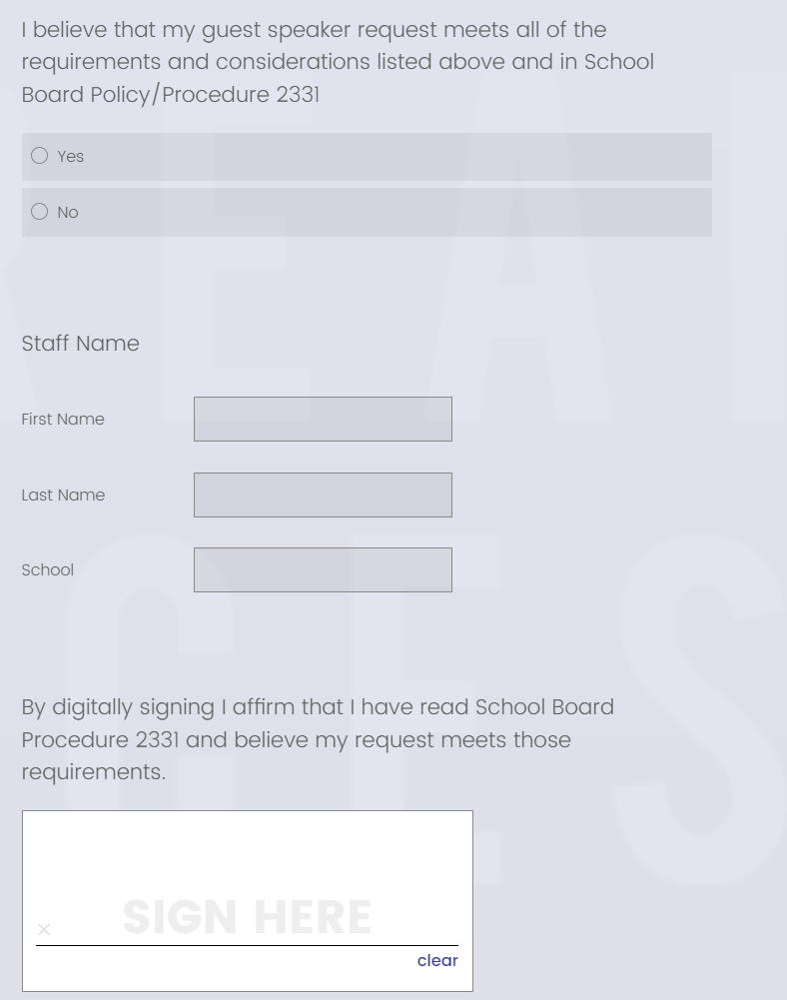 I believe that my guest speaker request meets all of the
requirements and considerations listed above and in School
Board Policy/Procedure 2331
Yes
No
Staff Name
First Name
Last Name
School
By digitally signing I affirm that I have read School Board
Procedure 2331 and believe my request meets those
requirements.
SIGN HERE
clear